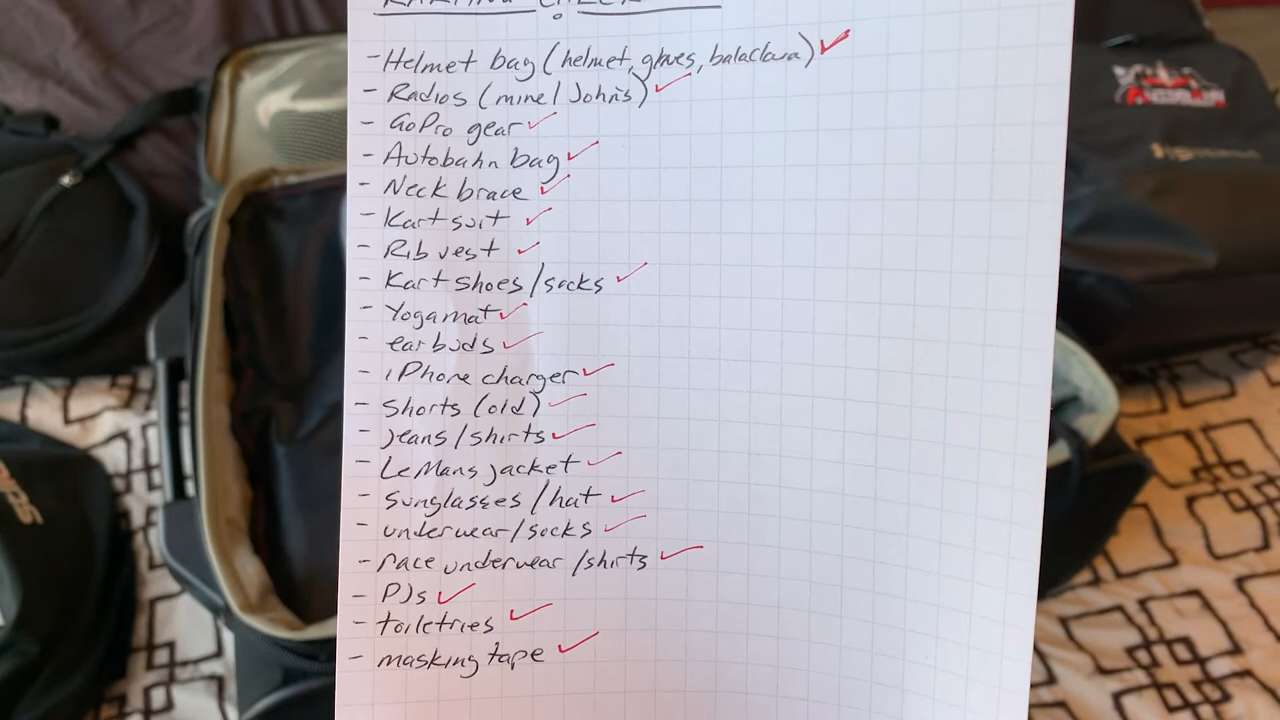 - Helmet bag (helmet, gloves, balaclava) ✓
- Radios (mine/John's) ✓
- GoPro gear ✓
- Autobahn bag ✓
- Neck brace ✓
- Kart suit ✓
- Rib vest ✓
- Kart shoes/socks ✓
- Yoga mat ✓
- earbuds ✓
- iPhone charger ✓
- Shorts (old) ✓
- jeans/shirts ✓
- LeMans jacket ✓
- sunglasses/hat ✓
- underwear/socks ✓
- race underwear/shirts ✓
- PJs ✓
- toiletries ✓
- masking tape ✓